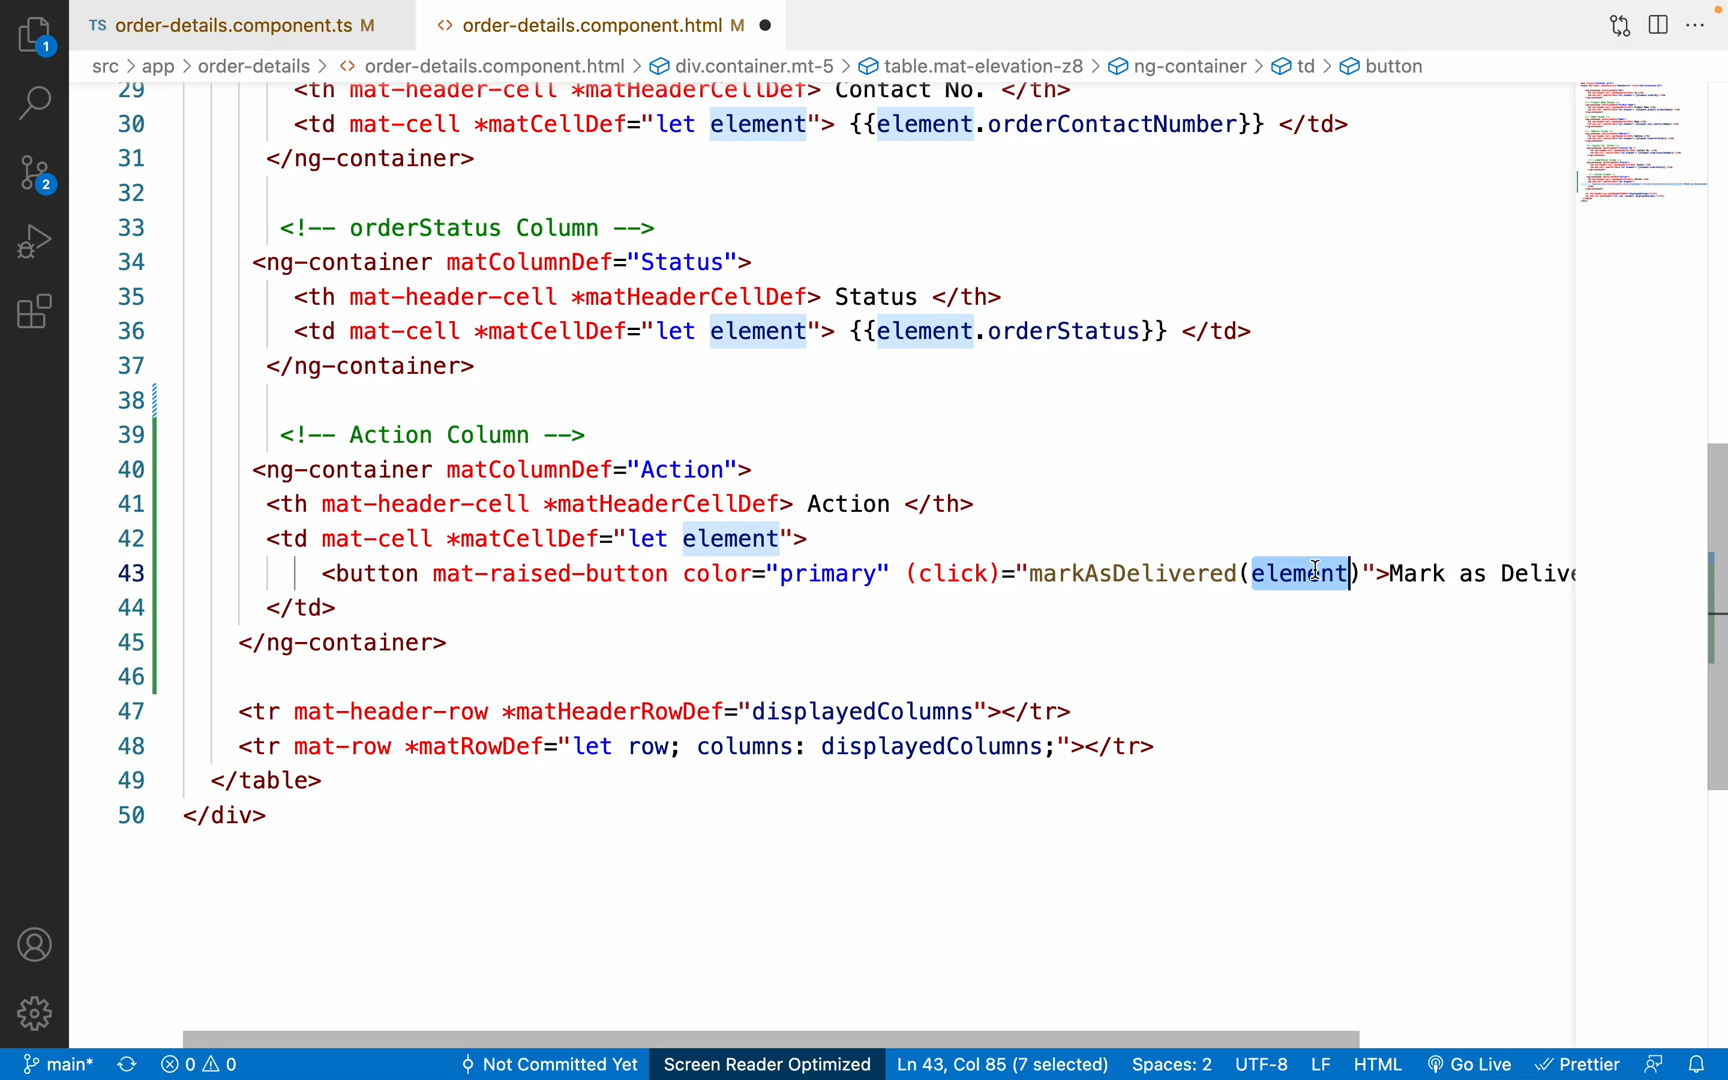 TS order-details.component.ts M
<> order-details.component.html M
src > app > order-details > <> order-details.component.html > div.container.mt-5 > table.mat-elevation-z8 > ng-container > td > button
29 <th mat-header-cell *matHeaderCellDef> Contact No. </th>
30 <td mat-cell *matCellDef="let element"> {{element.orderContactNumber}} </td>
31 </ng-container>
32
33 <!-- orderStatus Column -->
34 <ng-container matColumnDef="Status">
35 <th mat-header-cell *matHeaderCellDef> Status </th>
36 <td mat-cell *matCellDef="let element"> {{element.orderStatus}} </td>
37 </ng-container>
38
39 <!-- Action Column -->
40 <ng-container matColumnDef="Action">
41 <th mat-header-cell *matHeaderCellDef> Action </th>
42 <td mat-cell *matCellDef="let element">
43 <button mat-raised-button color="primary" (click)="markAsDelivered(element)">Mark as Delive
44 </td>
45 </ng-container>
46
47 <tr mat-header-row *matHeaderRowDef="displayedColumns"></tr>
48 <tr mat-row *matRowDef="let row; columns: displayedColumns;"></tr>
49 </table>
50 </div>
1
2
main* 0 0 Not Committed Yet Screen Reader Optimized Ln 43, Col 85 (7 selected) Spaces: 2 UTF-8 LF HTML Go Live Prettier